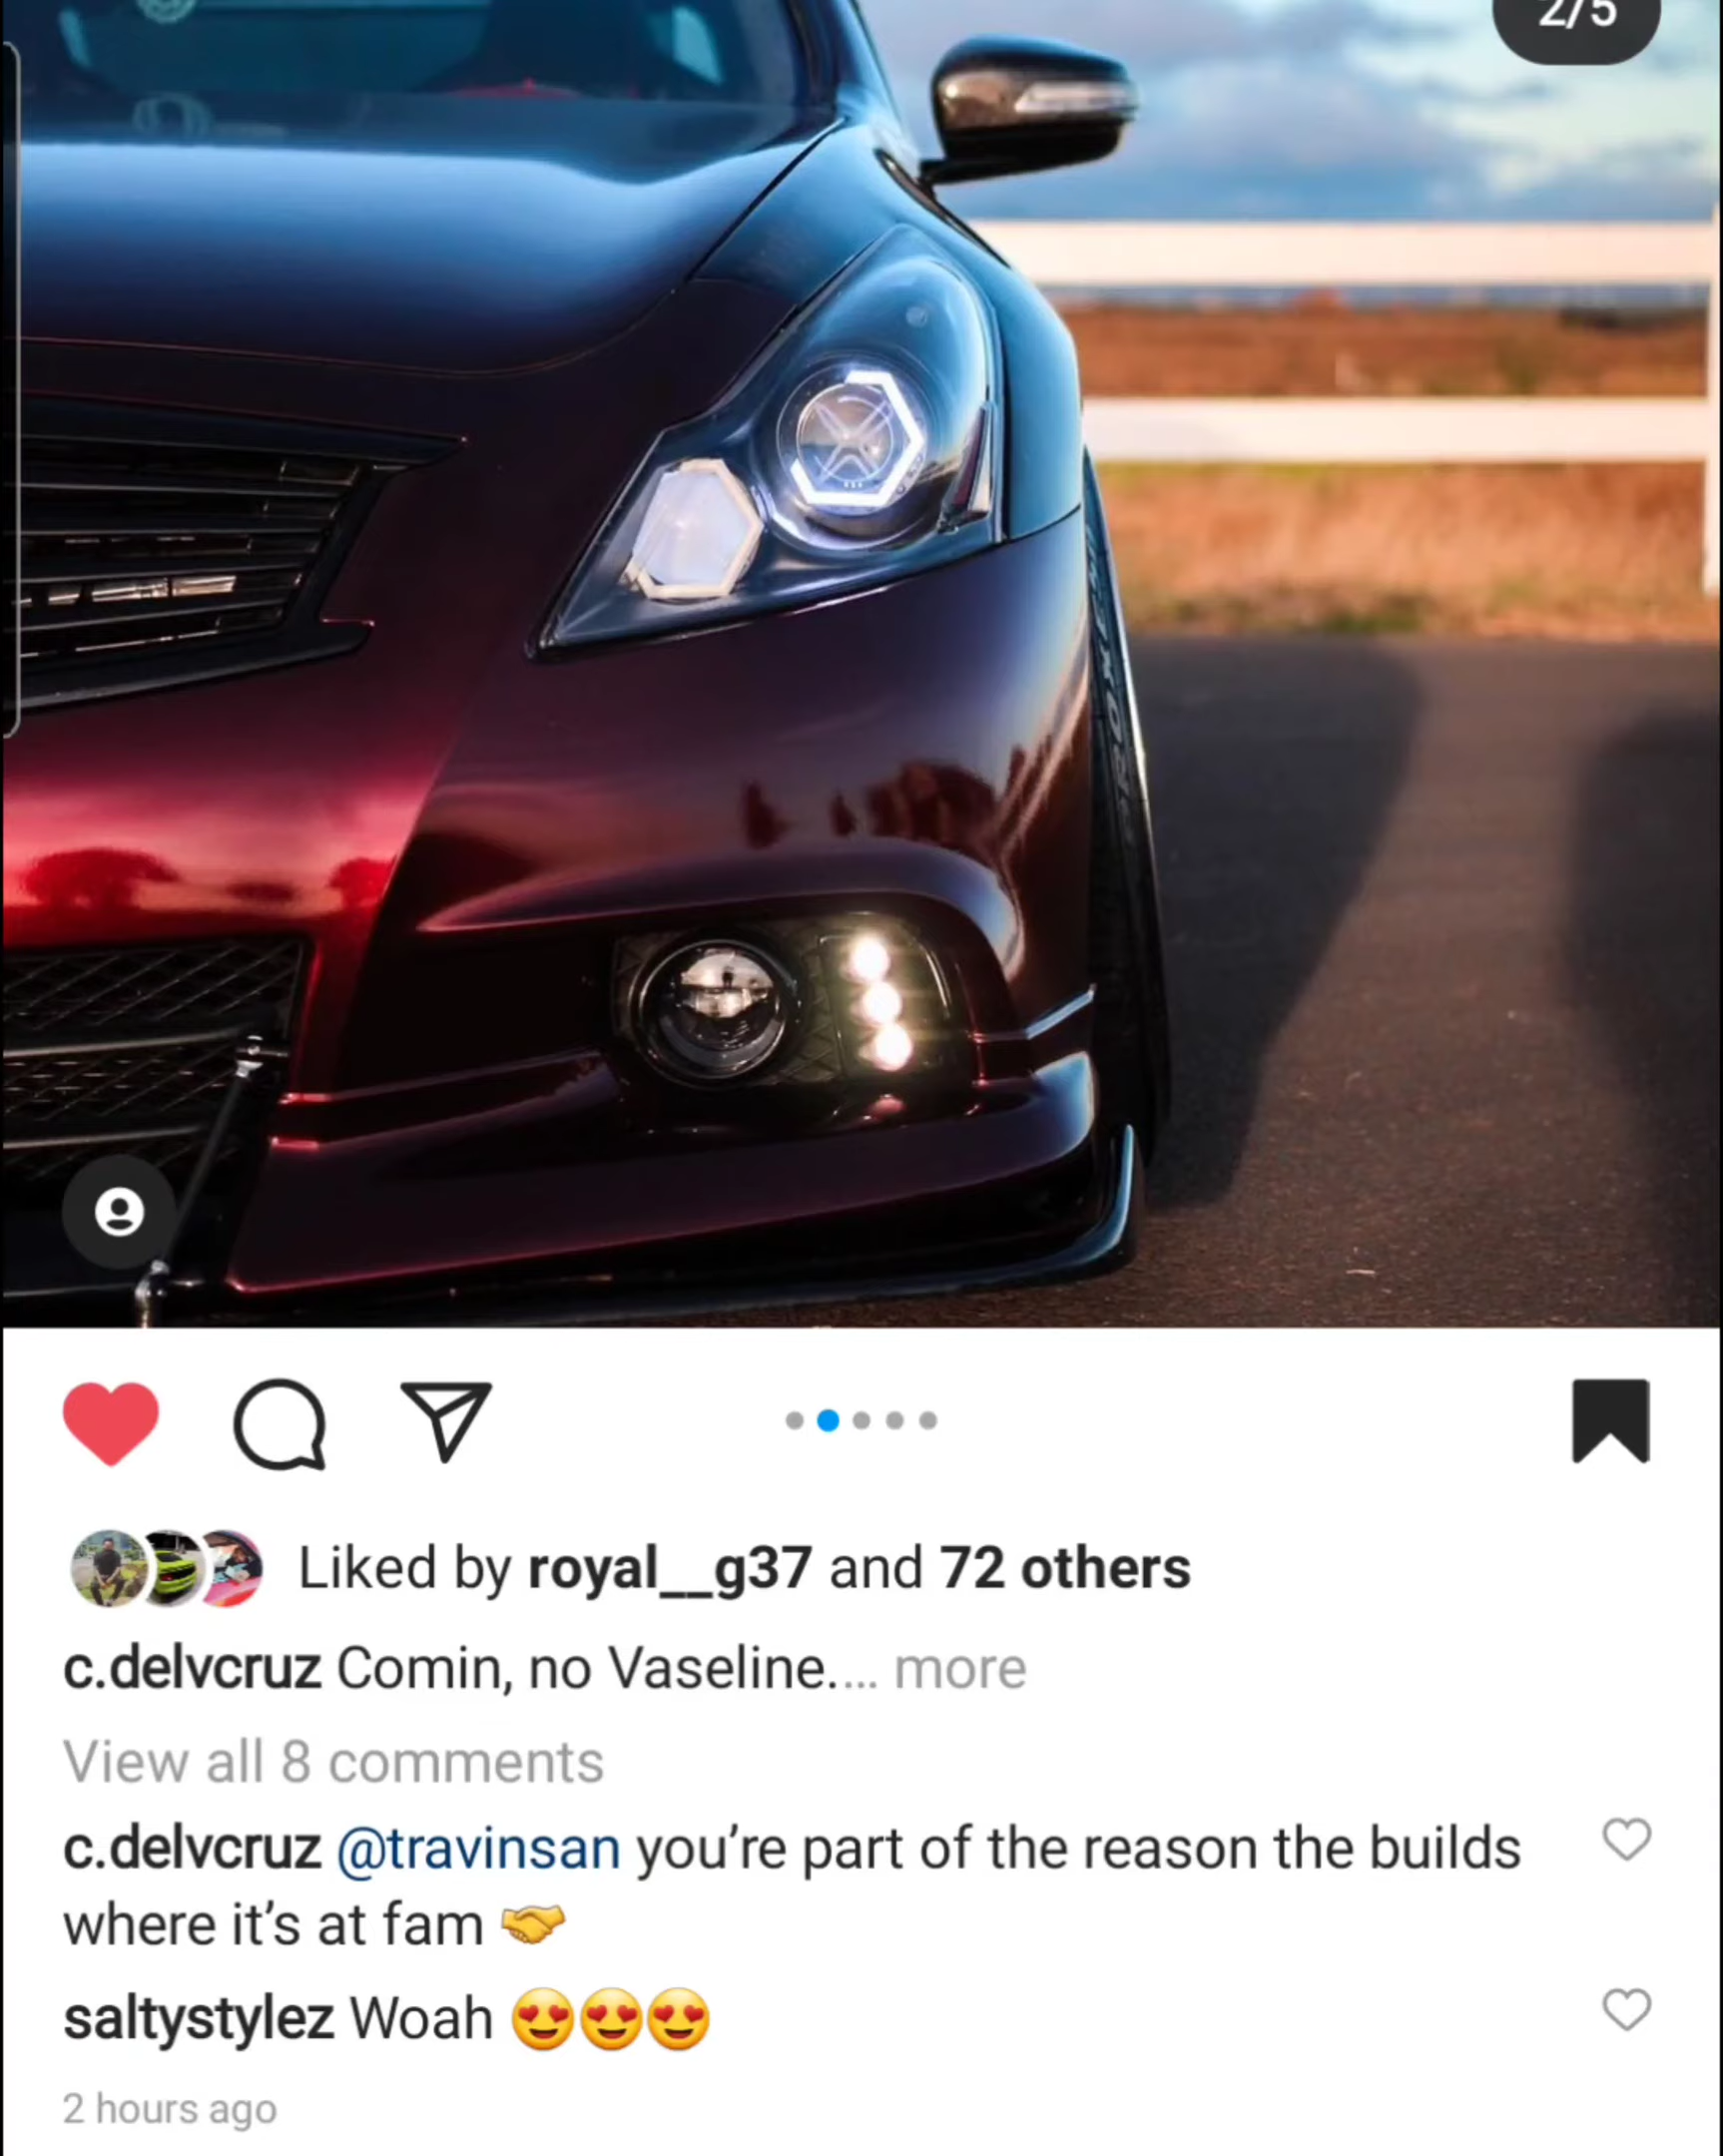 2/5
Liked by royal__g37 and 72 others
c.delvcruz Comin, no Vaseline.... more
View all 8 comments
c.delvcruz @travinsan you’re part of the reason the builds
where it’s at fam 🤝
saltystylez Woah 😍😍😍
2 hours ago